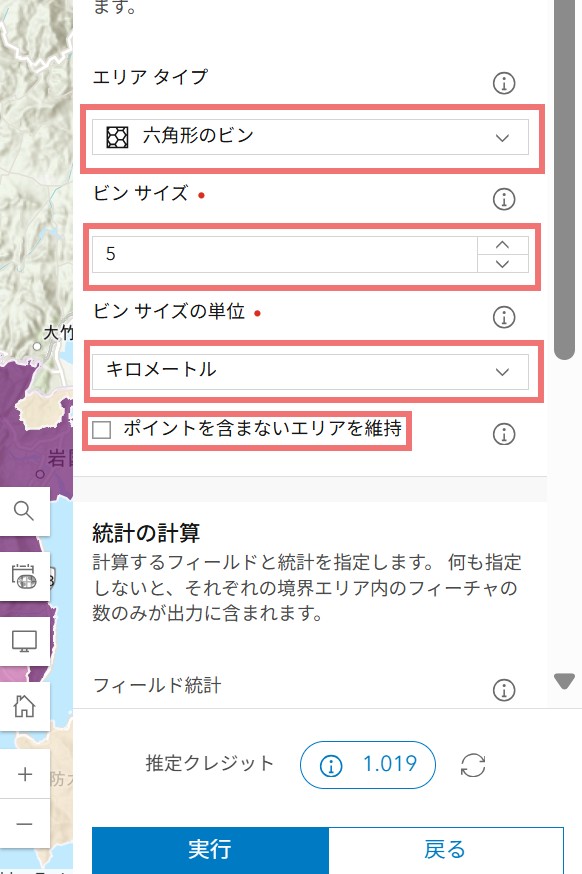 ます。
エリア タイプ
六角形のビン
ビン サイズ
5
ビン サイズの単位
大竹
キロメートル
ポイントを含まないエリアを維持
統計の計算
計算するフィールドと統計を指定します。 何も指定
しないと、それぞれの境界エリア内のフィーチャの
数のみが出力に含まれます。
フィールド統計
推定クレジット
1.019
防
実行
戻る